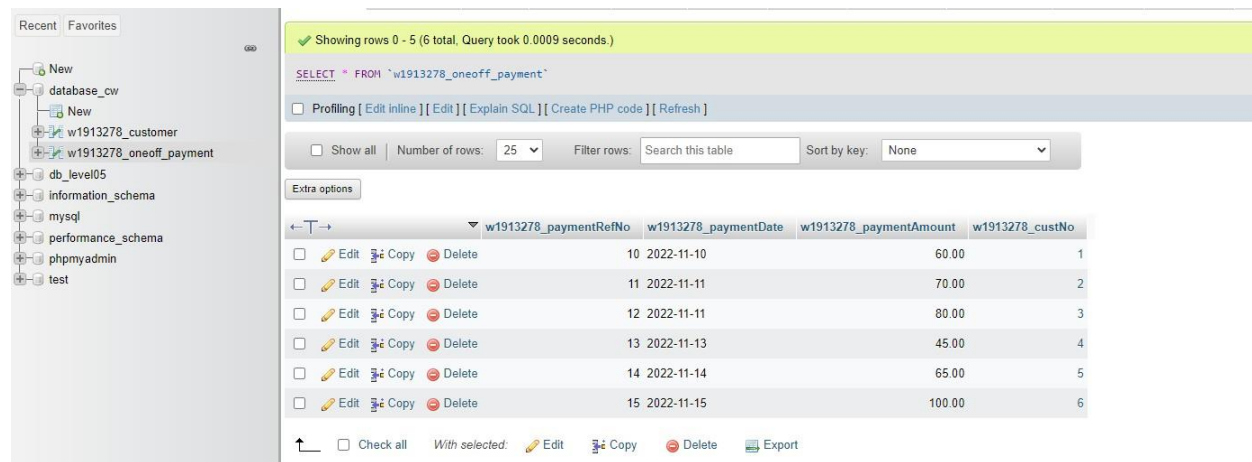 Recent Favorites
New
database_cw
New
w1913278_customer
w1913278_oneoff_payment
db_level05
information_schema
mysql
performance_schema
phpmyadmin
test
Showing rows 0 - 5 (6 total, Query took 0.0009 seconds.)
SELECT * FROM `w1913278_oneoff_payment`
Profiling [ Edit inline ] [ Edit ] [ Explain SQL ] [ Create PHP code ] [ Refresh ]
Show all | Number of rows: 25 Filter rows: Search this table Sort by key: None
Extra options
w1913278_paymentRefNo w1913278_paymentDate w1913278_paymentAmount w1913278_custNo
Edit Copy Delete 10 2022-11-10 60.00 1
Edit Copy Delete 11 2022-11-11 70.00 2
Edit Copy Delete 12 2022-11-11 80.00 3
Edit Copy Delete 13 2022-11-13 45.00 4
Edit Copy Delete 14 2022-11-14 65.00 5
Edit Copy Delete 15 2022-11-15 100.00 6
Check all With selected: Edit Copy Delete Export